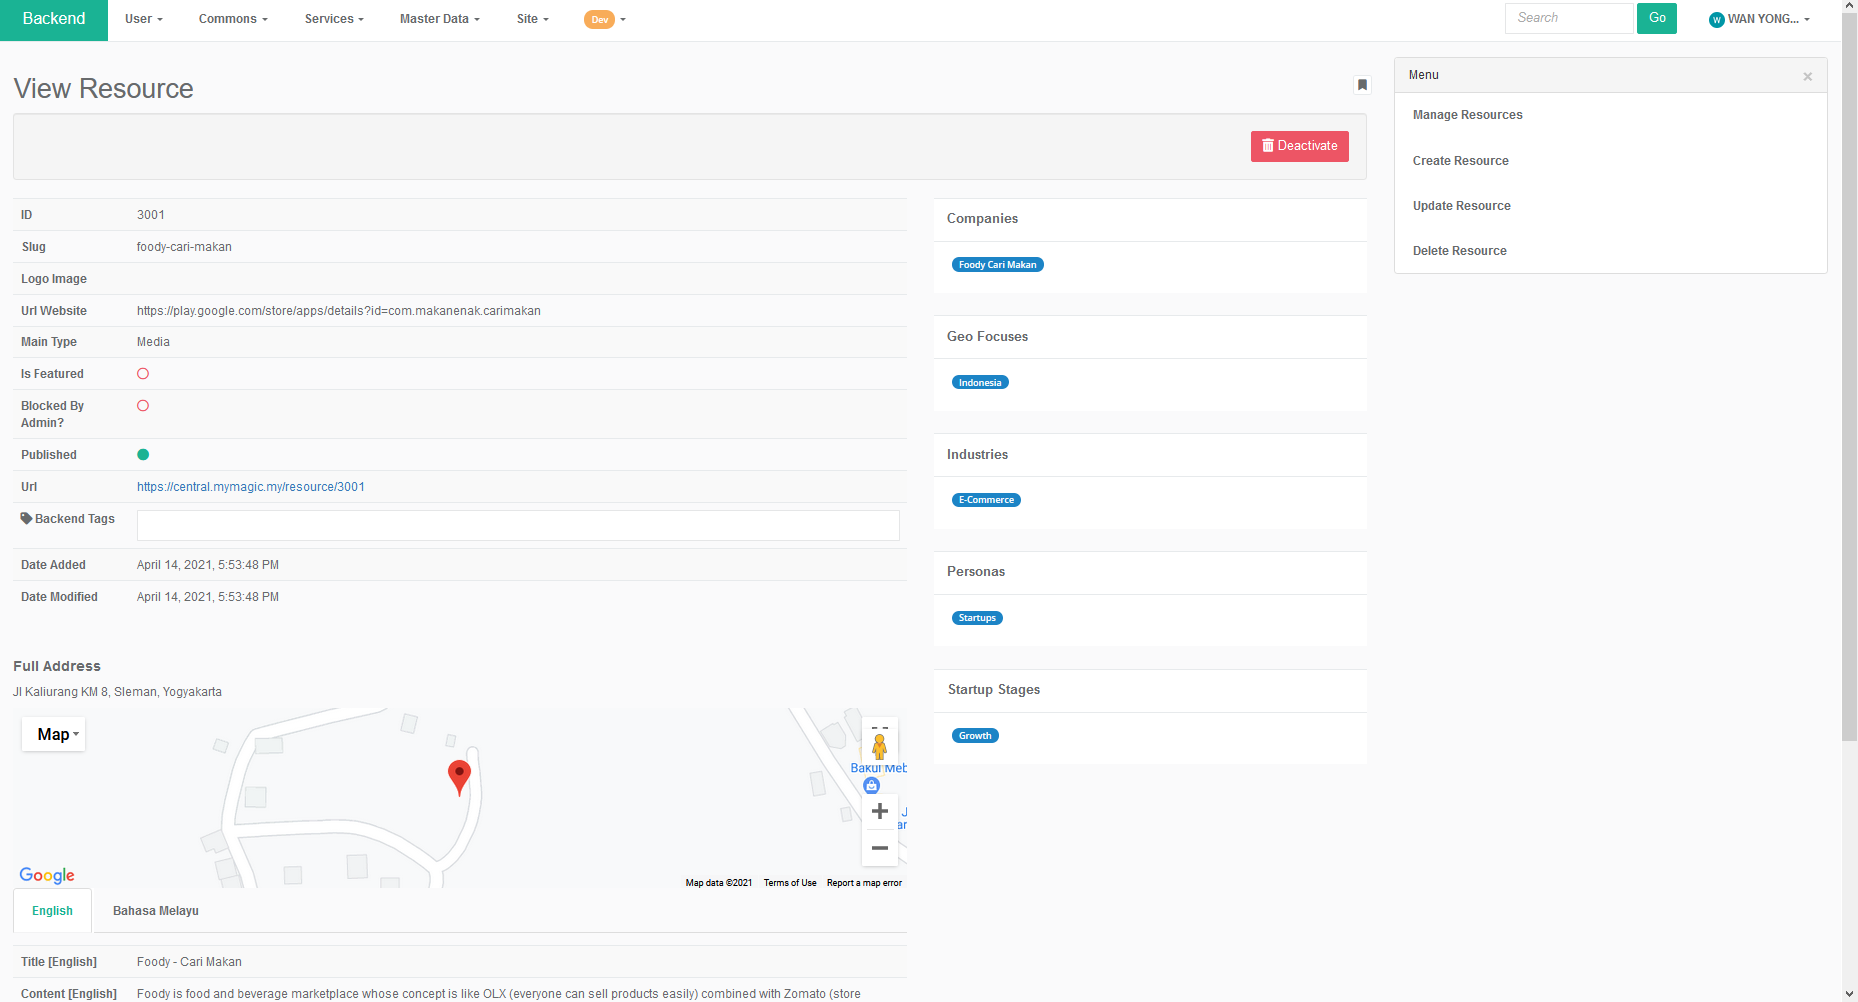 Backend
User
Commons
Services
Master Data
Site
Dev
Search
Go
W WAN YONG...
View Resource
Deactivate
Menu
×
Manage Resources
Create Resource
Update Resource
Delete Resource
ID 3001
Slug foody-cari-makan
Logo Image
Url Website https://play.google.com/store/apps/details?id=com.makanenak.carimakan
Main Type Media
Is Featured
Blocked By
Admin?
Published
Url https://central.mymagic.my/resource/3001
Backend Tags
Date Added April 14, 2021, 5:53:48 PM
Date Modified April 14, 2021, 5:53:48 PM
Companies
Foody Cari Makan
Geo Focuses
Indonesia
Industries
E-Commerce
Personas
Startups
Startup Stages
Growth
Full Address
Jl Kaliurang KM 8, Sleman, Yogyakarta
Map
Bakul Meb
J
ar
Google
Map data ©2021 Terms of Use Report a map error
English
Bahasa Melayu
Title [English] Foody - Cari Makan
Content [English] Foody is food and beverage marketplace whose concept is like OLX (everyone can sell products easily) combined with Zomato (store